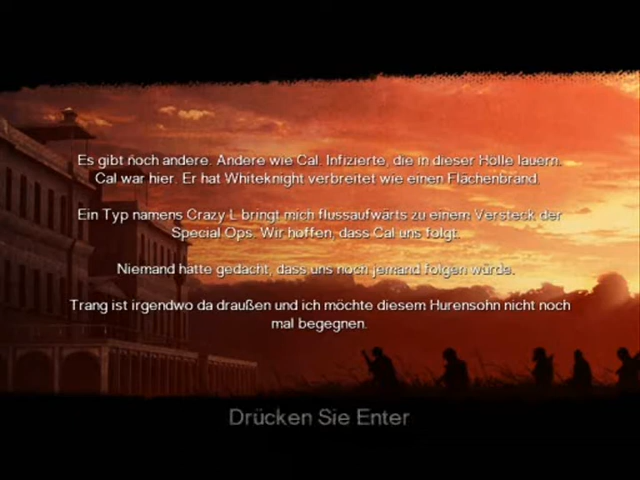 Es gibt noch andere. Andere wie Cal. Infizierte, die in dieser Hölle lauern.
Cal war hier. Er hat Whiteknight verbreitet wie einen Flächenbrand.
Ein Typ namens Crazy L bringt mich flussaufwärts zu einem Versteck der
Special Ops. Wir hoffen, dass Cal uns folgt.
Niemand hatte gedacht, dass uns noch jemand folgen würde.
Trang ist irgendwo da draußen und ich möchte diesem Hurensohn nicht noch
mal begegnen.
Drücken Sie Enter